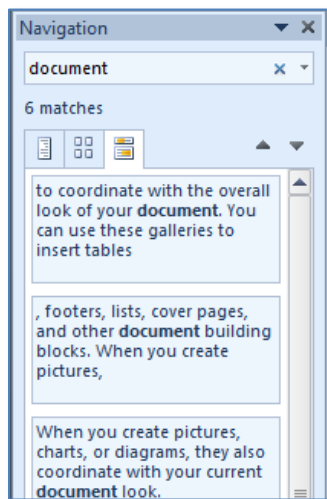 Navigation
document
6 matches
to coordinate with the overall
look of your document. You
can use these galleries to
insert tables
, footers, lists, cover pages,
and other document building
blocks. When you create
pictures,
When you create pictures,
charts, or diagrams, they also
coordinate with your current
document look.